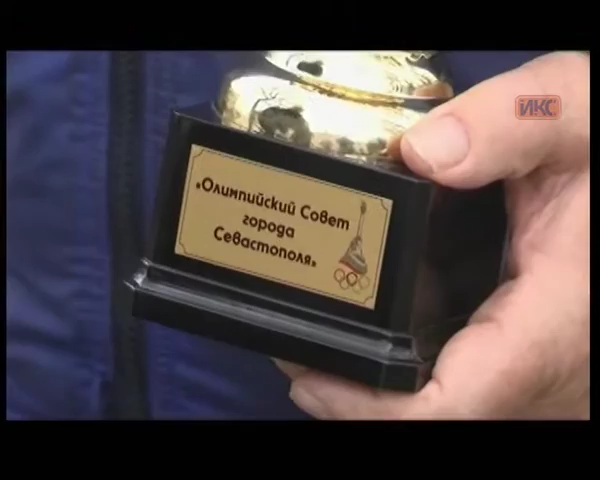 ИКС
«Олимпийский Совет
города
Севастополя»